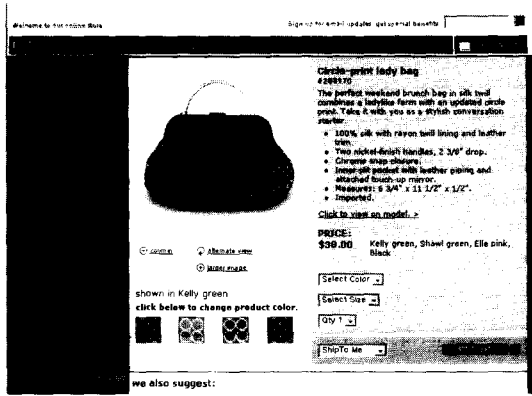 Welcome to our online store
Sign up for email updates, get special benefits
Circle-print lady bag
The perfect weekend brunch bag in silk twill
combines a ladylike form with an updated circle
print. Take it with you as a stylish conversation
starter.
• 100% silk with rayon twill lining and leather
trim.
• Two nickel-finish handles, 2 3/8" drop.
• Chrome snap closure.
• Inner slit pocket with leather piping and
attached touch-up mirror.
• Measures: 6 3/4" x 11 1/2" x 1/2".
• Imported.
Click to view on model. >
PRICE:
$38.00 Kelly green, Shawl green, Elle pink,
Black
zoom in
alternate view
larger image
shown in Kelly green
click below to change product color.
Select Color
Select Size
Qty 1
ShipTo Me
we also suggest: